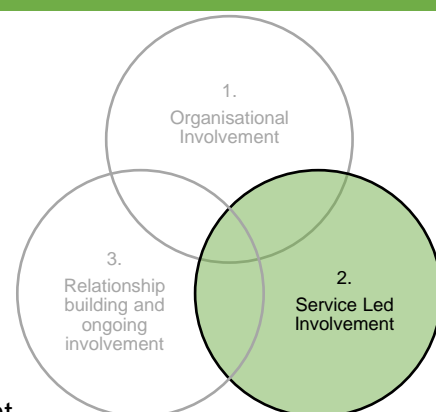 1.
Organisational
Involvement
3.
Relationship
building and
ongoing
involvement
2.
Service Led
Involvement